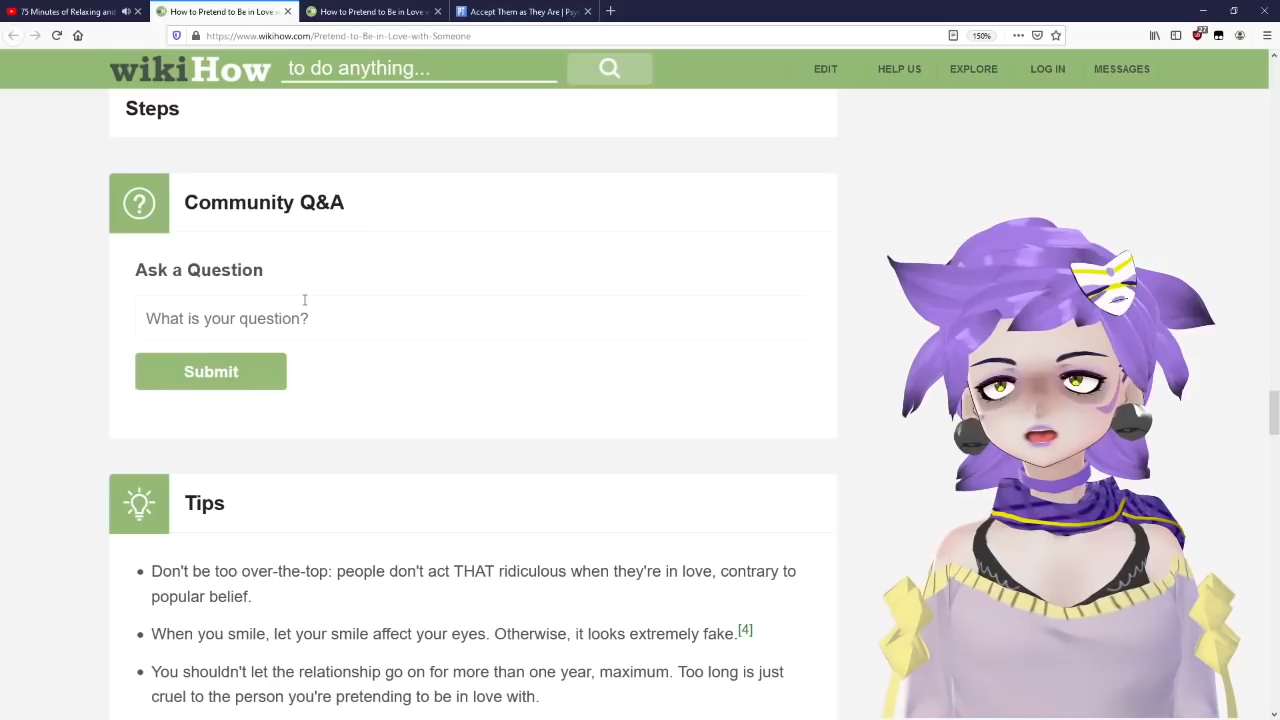 75 Minutes of Relaxing and
How to Pretend to Be in Love
How to Pretend to Be in Love
Accept Them as They Are | Psy
https://www.wikihow.com/Pretend-to-Be-in-Love-with-Someone
150%
wikiHow to do anything...
EDIT
HELP US
EXPLORE
LOG IN
MESSAGES
Steps
Community Q&A
Ask a Question
What is your question?
Submit
Tips
Don't be too over-the-top: people don't act THAT ridiculous when they're in love, contrary to
popular belief.
When you smile, let your smile affect your eyes. Otherwise, it looks extremely fake.[4]
You shouldn't let the relationship go on for more than one year, maximum. Too long is just
cruel to the person you're pretending to be in love with.